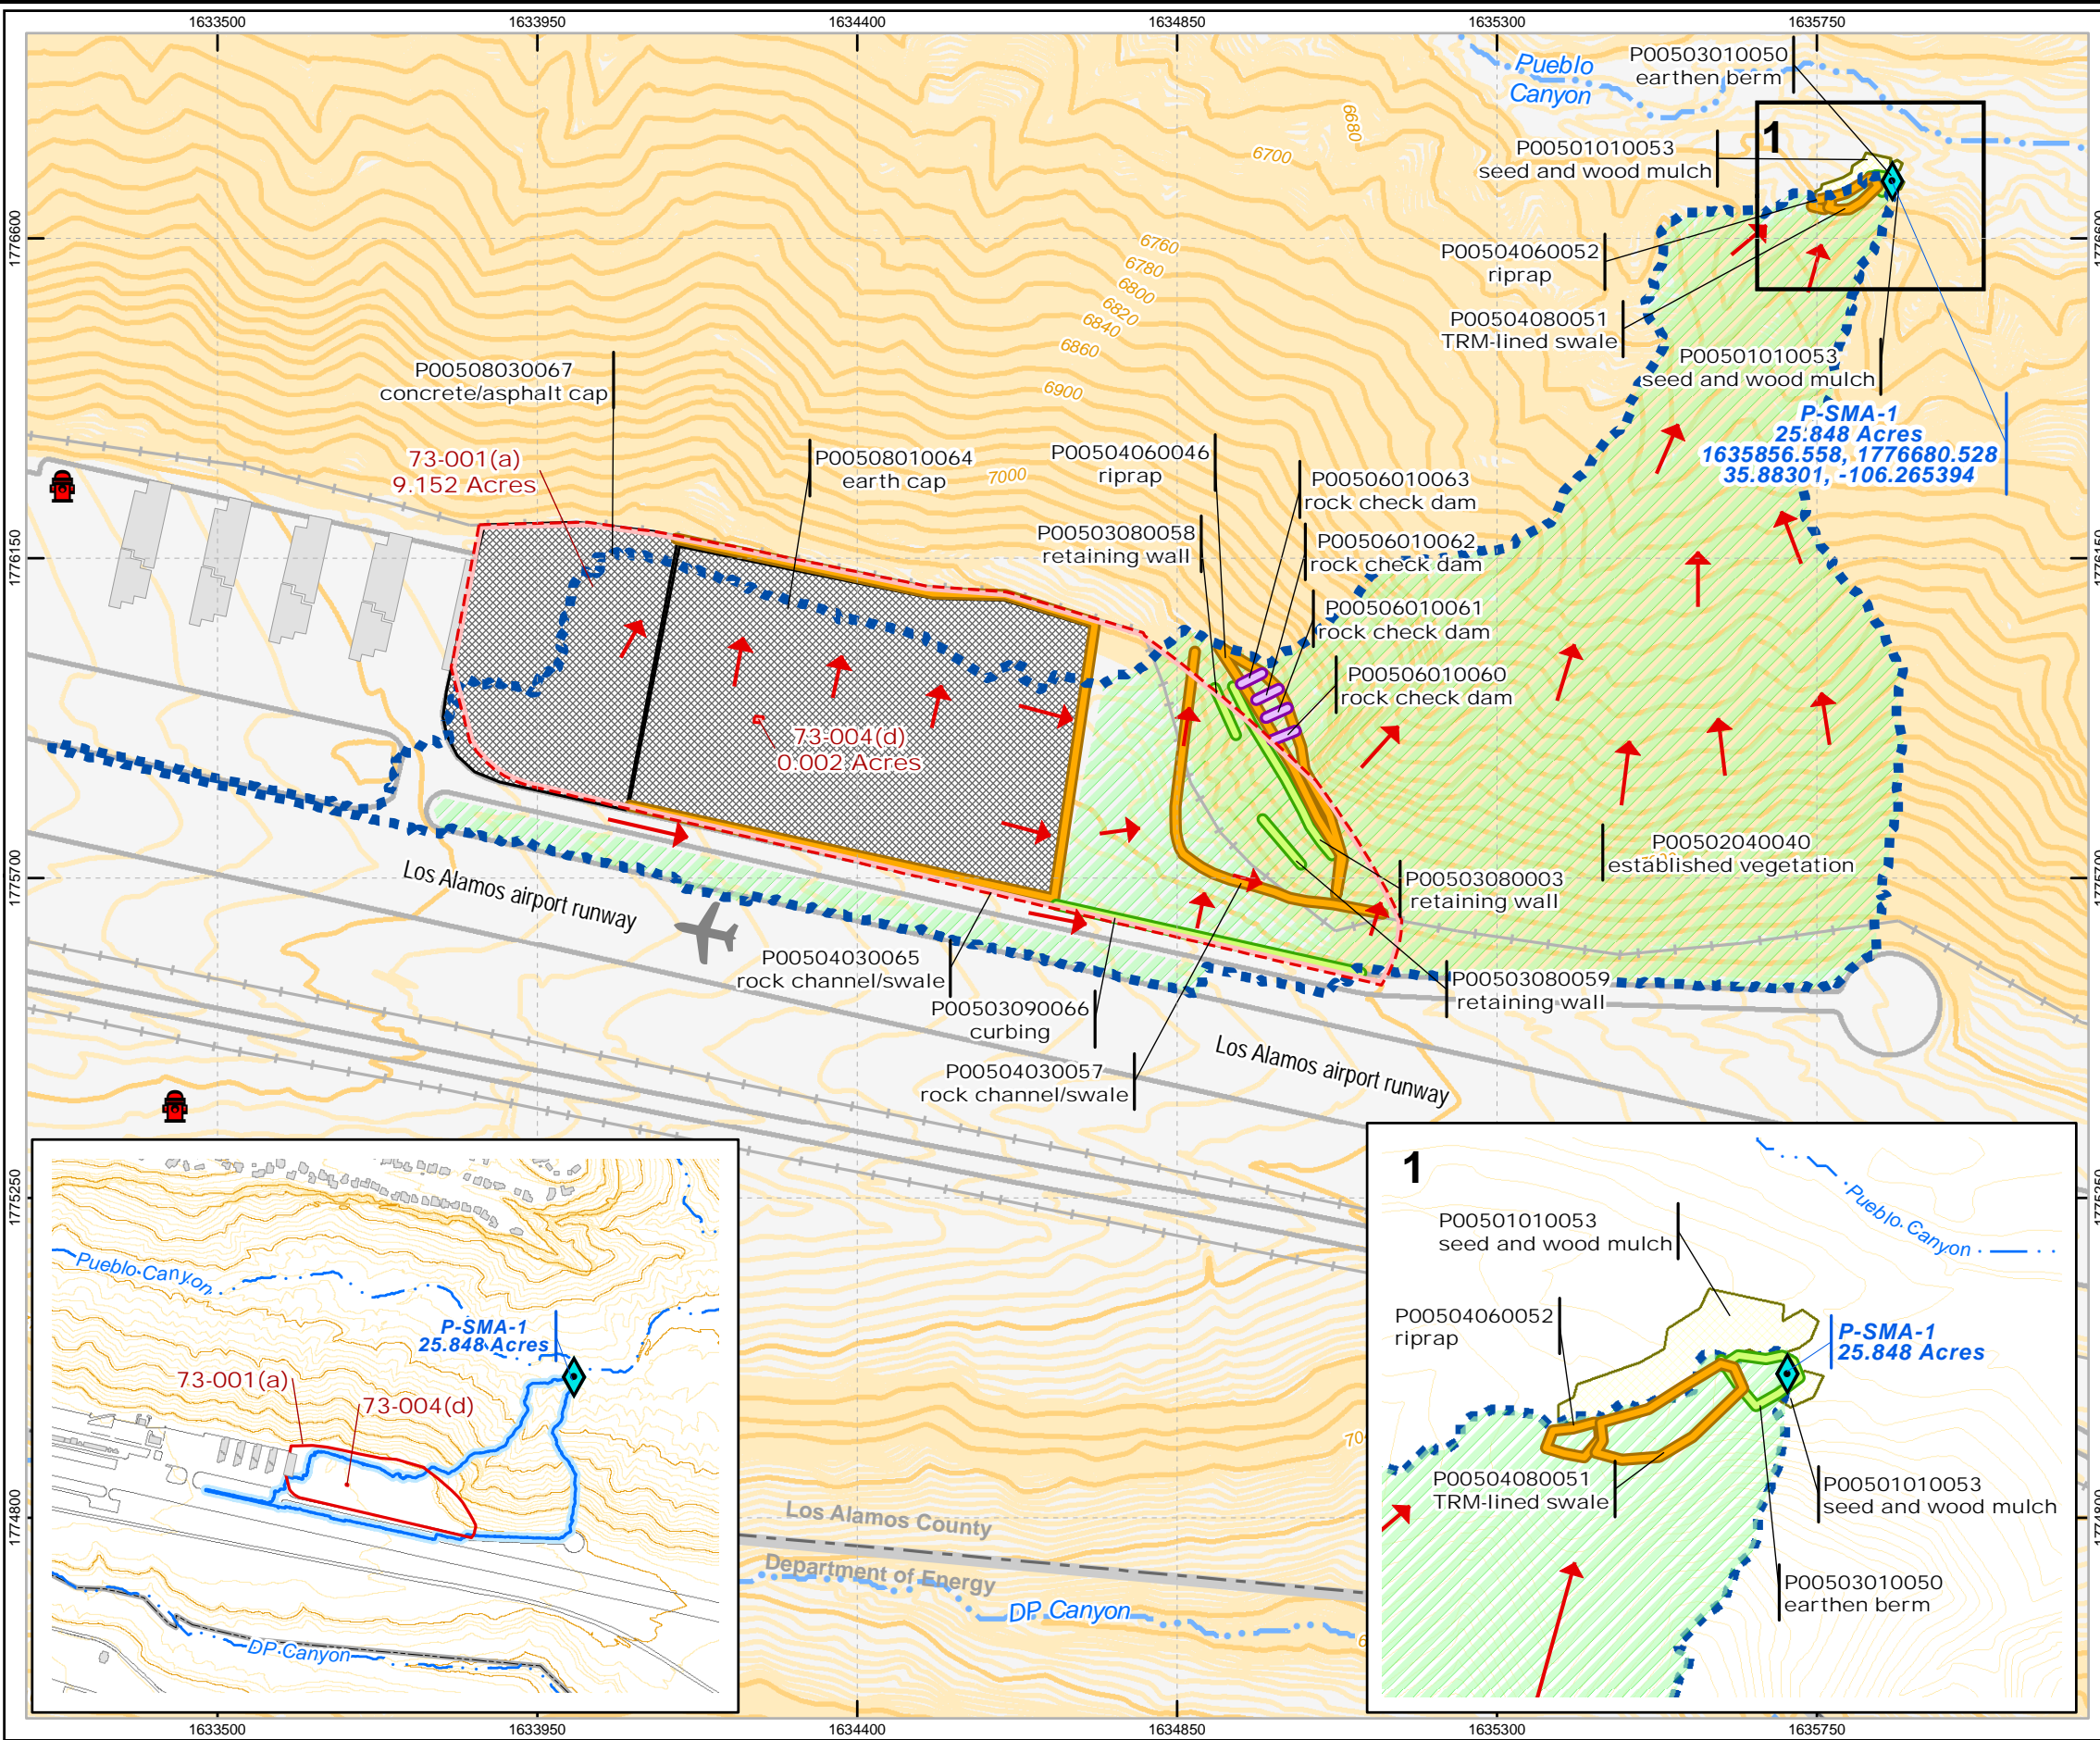 1633500
1633950
1634400
1634850
1635300
1635750
Pueblo
Canyon
P00503010050
earthen berm
1
P00501010053
seed and wood mulch
6680
6700
1776600
1776600
6760
6780
6800
6820
6840
6860
6900
7000
P00504060052
riprap
P00504080051
TRM-lined swale
P00501010053
seed and wood mulch
P-SMA-1
25.848 Acres
1635856.558, 1776680.528
35.88301, -106.265394
P00508030067
concrete/asphalt cap
73-001(a)
9.152 Acres
P00508010064
earth cap
P00504060046
riprap
P00506010063
rock check dam
P00503080058
retaining wall
P00506010062
rock check dam
1776150
1776150
P00506010061
rock check dam
P00506010060
rock check dam
73-004(d)
0.002 Acres
P00502040040
established vegetation
1775700
1775700
Los Alamos airport runway
P00503080003
retaining wall
P00504030065
rock channel/swale
P00503080059
retaining wall
P00503090066
curbing
P00504030057
rock channel/swale
Los Alamos airport runway
1775250
1775250
Pueblo Canyon
P-SMA-1
25.848 Acres
73-001(a)
73-004(d)
DP Canyon
Los Alamos County
Department of Energy
DP Canyon
1
P00501010053
seed and wood mulch
Pueblo Canyon
P00504060052
riprap
P-SMA-1
25.848 Acres
P00504080051
TRM-lined swale
P00501010053
seed and wood mulch
P00503010050
earthen berm
1774800
1774800
1633500
1633950
1634400
1634850
1635300
1635750